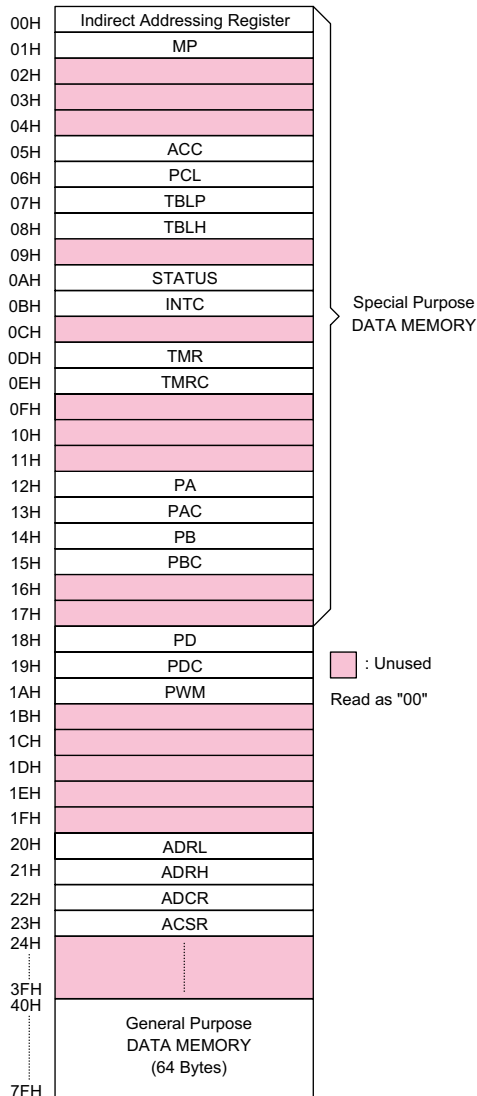 00H Indirect Addressing Register
01H MP
02H
03H
04H
05H ACC
06H PCL
07H TBLP
08H TBLH
09H
0AH STATUS
0BH INTC
0CH
0DH TMR
0EH TMRC
0FH
10H
11H
12H PA
13H PAC
14H PB
15H PBC
16H
17H
Special Purpose
DATA MEMORY
18H PD
19H PDC
1AH PWM
1BH
1CH
1DH
1EH
1FH
: Unused
Read as "00"
20H ADRL
21H ADRH
22H ADCR
23H ACSR
24H
3FH
40H
General Purpose
DATA MEMORY
(64 Bytes)
7FH